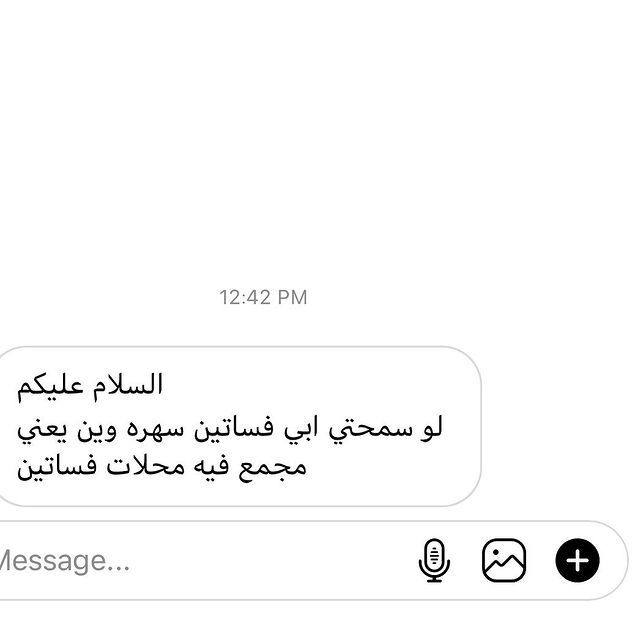 12:42 PM
السلام عليكم
لو سمحتي ابي فساتين سهره وين يعني
مجمع فيه محلات فساتين
Message...